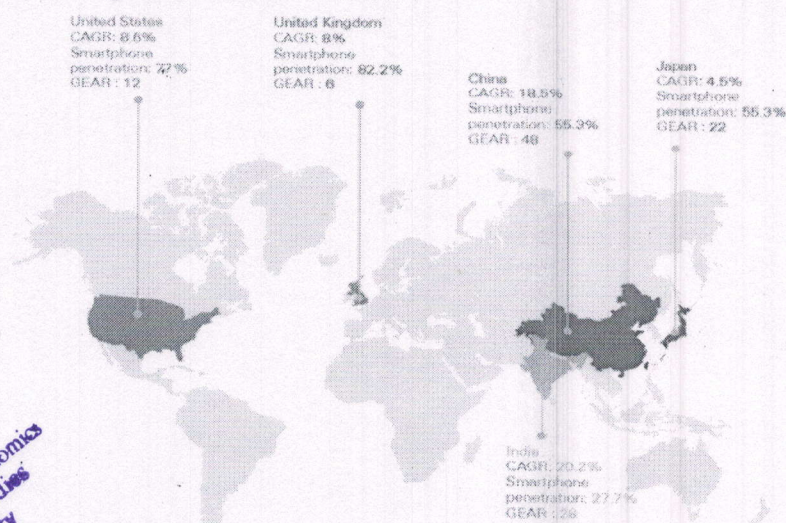 United States
CAGR: 8.6%
Smartphone
penetration: 77%
GEAR : 12
United Kingdom
CAGR: 8%
Smartphone
penetration: 82.2%
GEAR : 6
China
CAGR: 18.5%
Smartphone
penetration: 55.3%
GEAR : 48
Japan
CAGR: 4.5%
Smartphone
penetration: 55.3%
GEAR : 22
India
CAGR: 20.2%
Smartphone
penetration: 27.7%
GEAR : 28